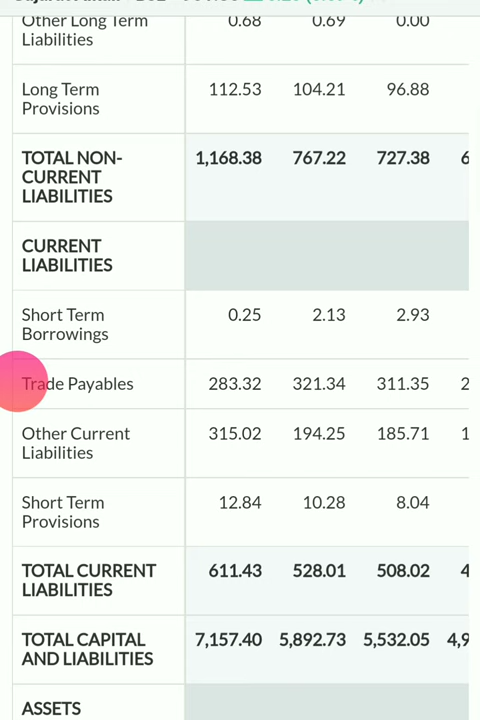 Other Long Term 0.68 0.69 0.00
Liabilities
Long Term 112.53 104.21 96.88
Provisions
TOTAL NON- 1,168.38 767.22 727.38 6
CURRENT
LIABILITIES
CURRENT
LIABILITIES
Short Term 0.25 2.13 2.93
Borrowings
Trade Payables 283.32 321.34 311.35 2
Other Current 315.02 194.25 185.71 1
Liabilities
Short Term 12.84 10.28 8.04
Provisions
TOTAL CURRENT 611.43 528.01 508.02 4
LIABILITIES
TOTAL CAPITAL 7,157.40 5,892.73 5,532.05 4,9
AND LIABILITIES
ASSETS